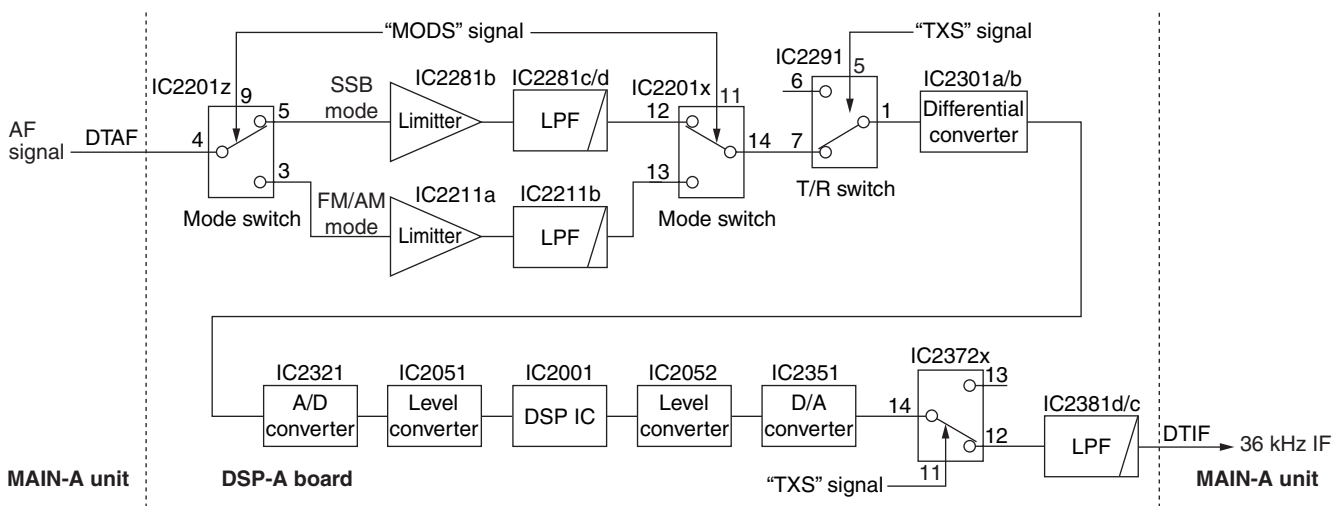 "MODS" signal
"TXS" signal
IC2201z
9
5
SSB
mode
IC2281b
Limitter
IC2281c/d
LPF
IC2201x
11
12
IC2291
5
6
1
IC2301a/b
Differential
converter
AF
signal
DTAF
4
3
14
7
13
T/R switch
Mode switch
FM/AM
mode
IC2211a
Limitter
IC2211b
LPF
Mode switch
IC2321
A/D
converter
IC2051
Level
converter
IC2001
DSP IC
IC2052
Level
converter
IC2351
D/A
converter
IC2372x
13
14
12
11
IC2381d/c
LPF
DTIF
36 kHz IF
"TXS" signal
MAIN-A unit
DSP-A board
MAIN-A unit